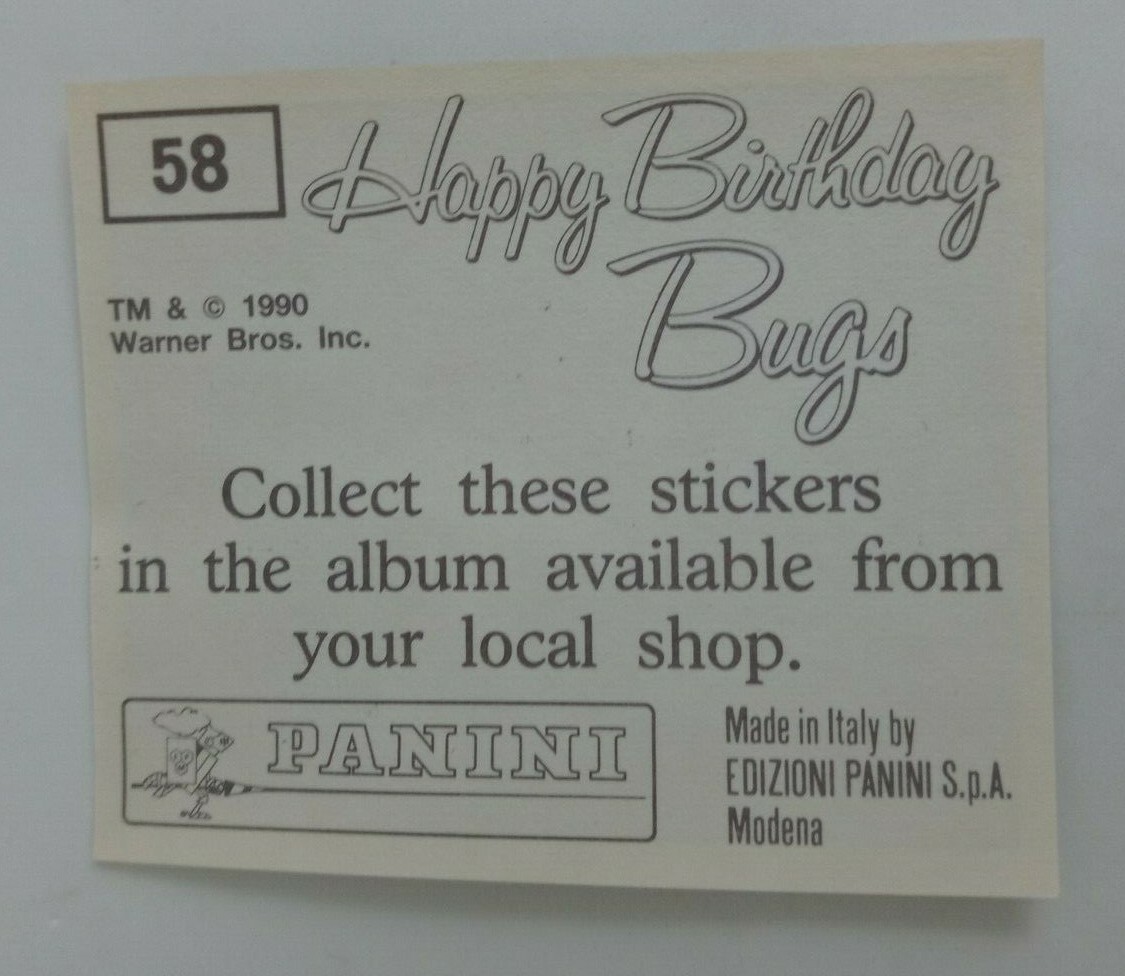 58
Happy Birthday
Bugs
TM & © 1990
Warner Bros. Inc.
Collect these stickers
in the album available from
your local shop.
PANINI
Made in Italy by
EDIZIONI PANINI S.p.A.
Modena